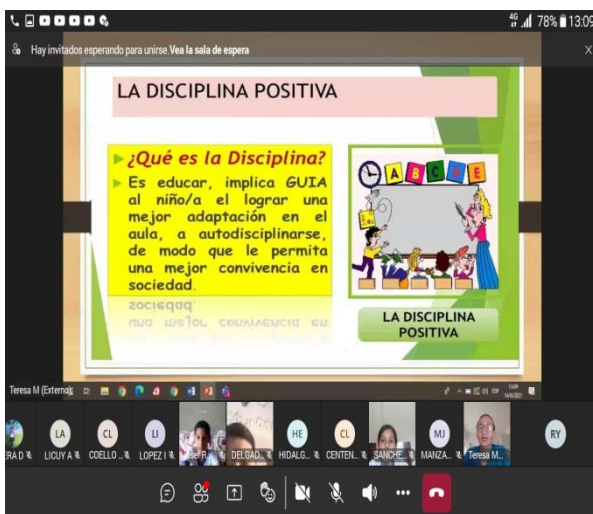 4G 78% 13:09
Hay invitados esperando para unirse. Vea la sala de espera X
LA DISCIPLINA POSITIVA
¿Qué es la Disciplina?
Es educar, implica GUIA
al niño/a el lograr una
mejor adaptación en el
aula, a autodisciplinarse,
de modo que le permita
una mejor convivencia en
sociedad.
A B C D E
LA DISCIPLINA
POSITIVA
Teresa M (Externo)
ESP
LA CL LI HE CL MJ RY
RA D LICUY A COELLO ... LOPEZ I DELGAD... HIDALG... CENTEN... SANCHE... MANZA... Teresa M...